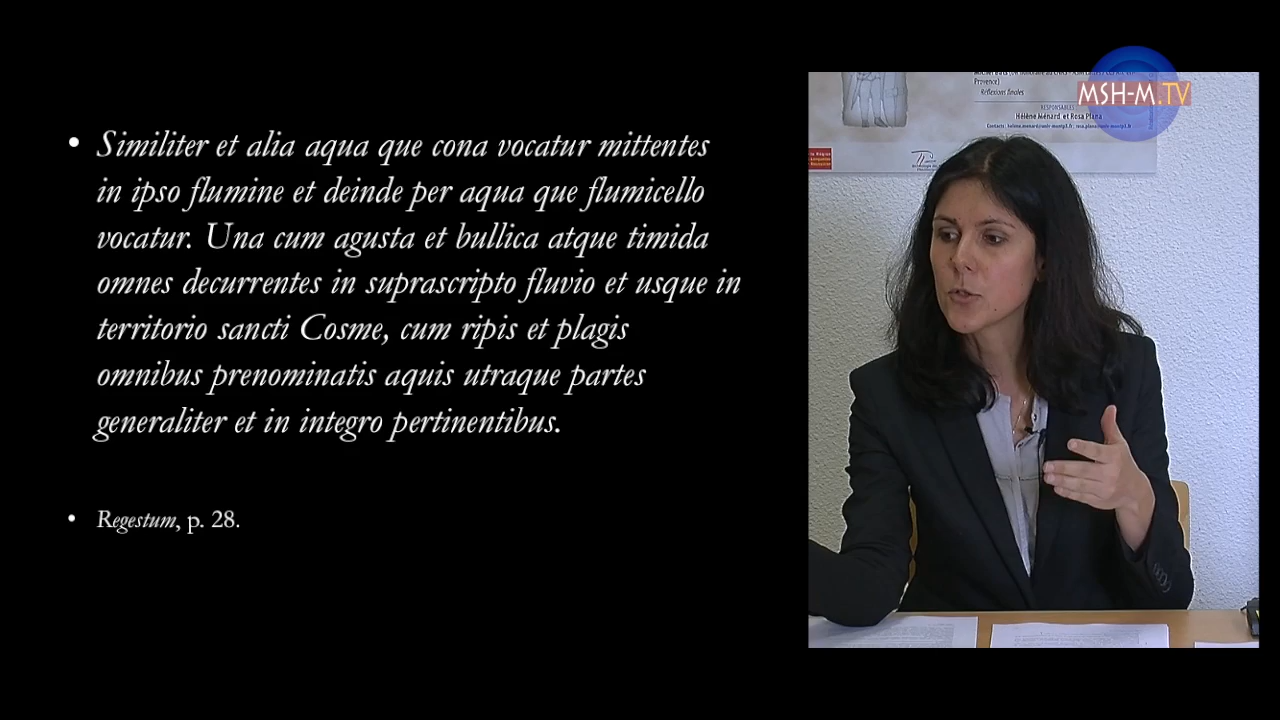 • Similiter et alia aqua que cona vocatur mittentes
in ipso flumine et deinde per aqua que flumicello
vocatur. Una cum agusta et bullica atque timida
omnes decurrentes in suprascripto fluvio et usque in
territorio sancti Cosme, cum ripis et plagis
omnibus prenominatis aquis utraque partes
generaliter et in integro pertinentibus.
• Regestum, p. 28.
Provence)
Réflexions finales
RESPONSABLES
Hélène Ménard et Rosa Plana
MSH-M.TV